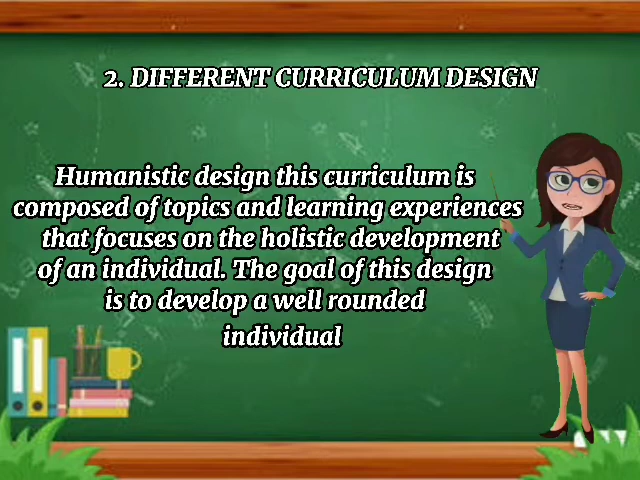 2. DIFFERENT CURRICULUM DESIGN
Humanistic design this curriculum is
composed of topics and learning experiences
that focuses on the holistic development
of an individual. The goal of this design
is to develop a well rounded
individual